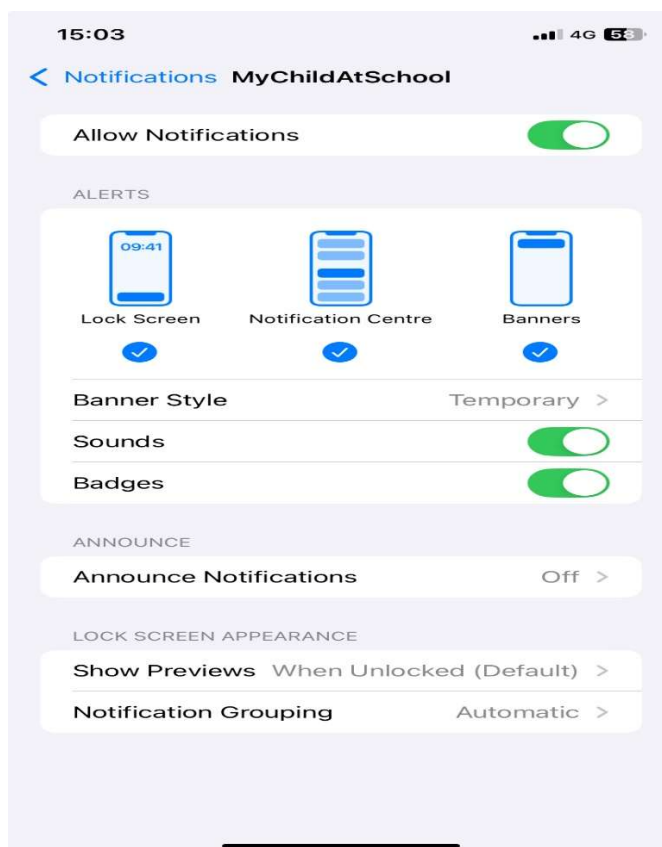 15:03 4G 58
Notifications MyChildAtSchool
Allow Notifications
ALERTS
09:41
Lock Screen Notification Centre Banners
Banner Style Temporary >
Sounds
Badges
ANNOUNCE
Announce Notifications Off >
LOCK SCREEN APPEARANCE
Show Previews When Unlocked (Default) >
Notification Grouping Automatic >